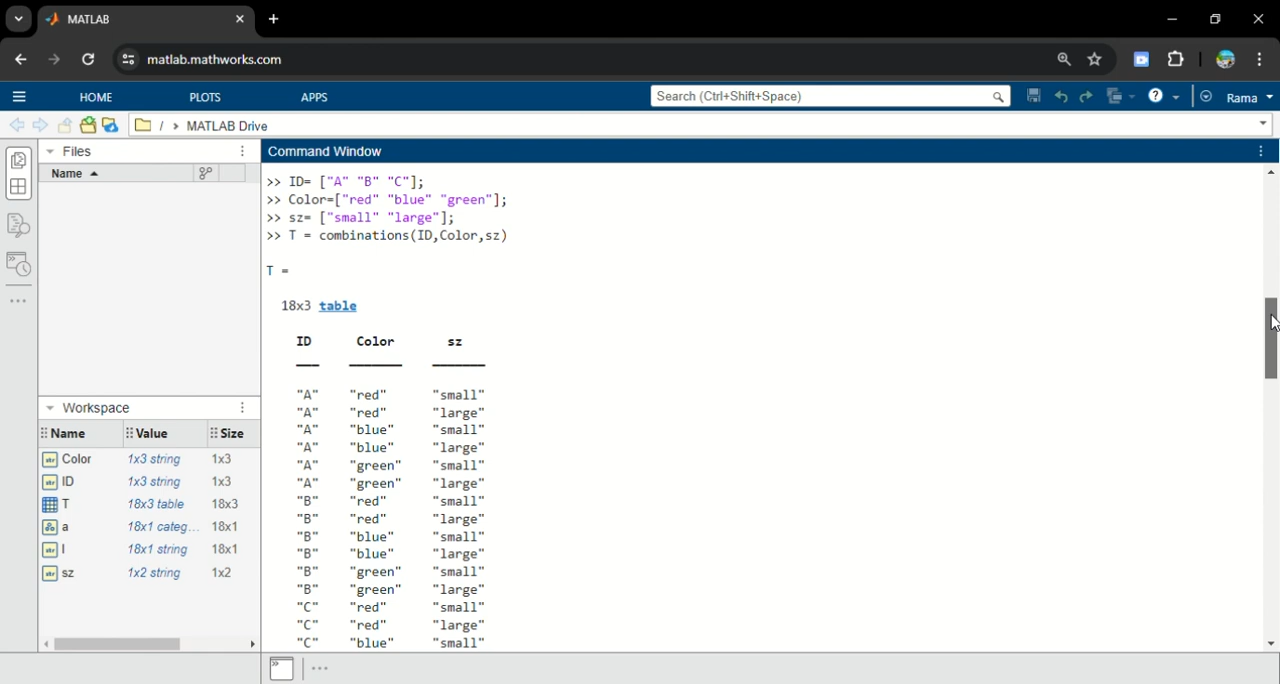 MATLAB
matlab.mathworks.com
HOME PLOTS APPS Search (Ctrl+Shift+Space) Rama
/ MATLAB Drive
Files
Name
Command Window
>> ID= ["A" "B" "C"];
>> Color=["red" "blue" "green"];
>> sz= ["small" "large"];
>> T = combinations(ID,Color,sz)
T =
18x3 table
ID Color sz
"A" "red" "small"
"A" "red" "large"
"A" "blue" "small"
"A" "blue" "large"
"A" "green" "small"
"A" "green" "large"
"B" "red" "small"
"B" "red" "large"
"B" "blue" "small"
"B" "blue" "large"
"B" "green" "small"
"B" "green" "large"
"C" "red" "small"
"C" "red" "large"
"C" "blue" "small"
Workspace
Name Value Size
Color 1x3 string 1x3
ID 1x3 string 1x3
T 18x3 table 18x3
a 18x1 categ... 18x1
l 18x1 string 18x1
sz 1x2 string 1x2